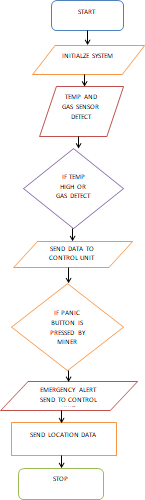 START
INITIALZE SYSTEM
TEMP AND
GAS SENSOR
DETECT
IF TEMP
HIGH OR
GAS DETECT
SEND DATA TO
CONTROL UNIT
IF PANIC
BUTTON IS
PRESSED BY
MINER
EMERGENCY ALERT
SEND TO CONTROL
SEND LOCATION DATA
STOP